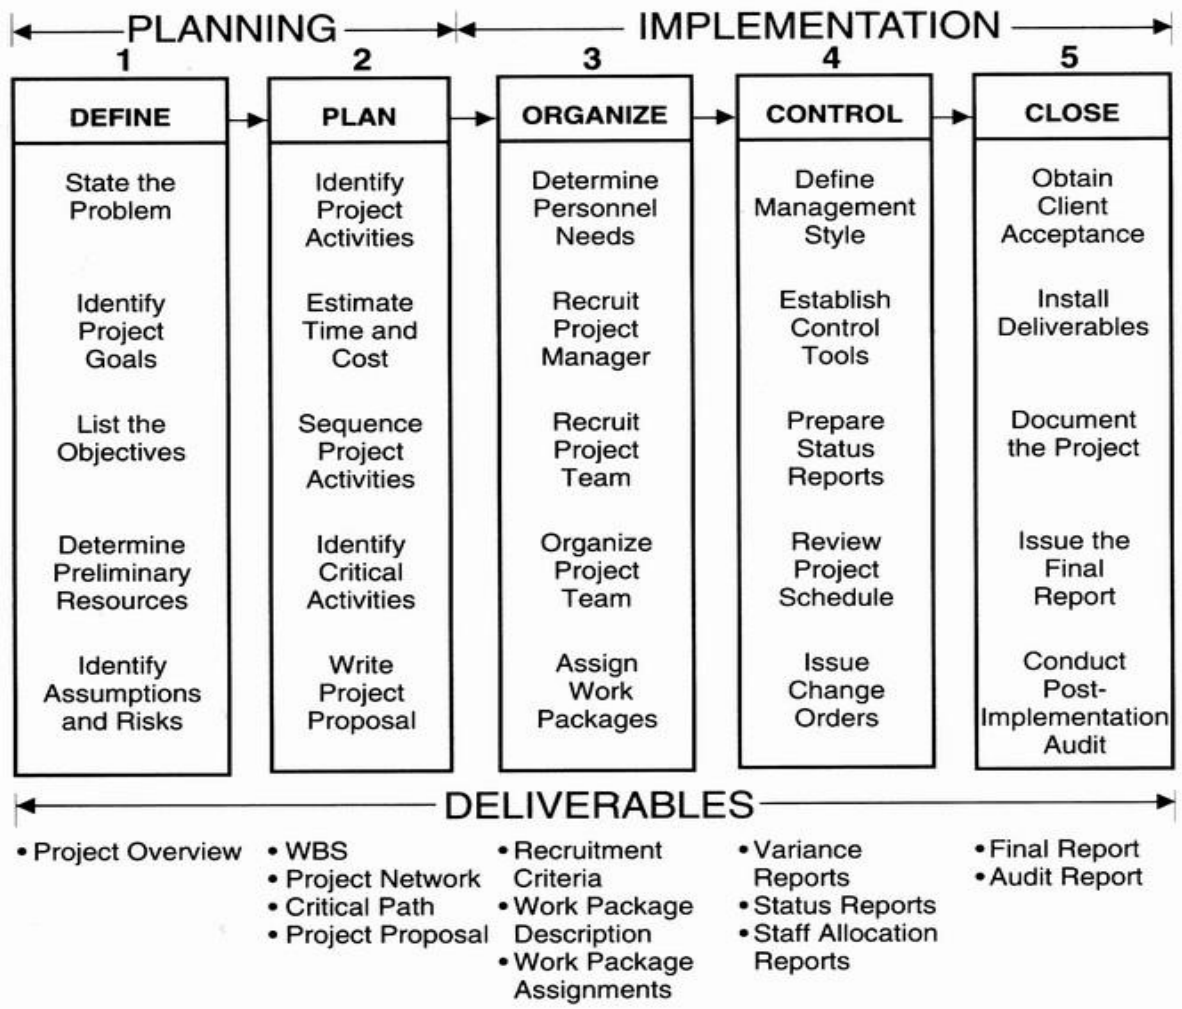 PLANNING
IMPLEMENTATION
1
2
3
4
5
DEFINE
PLAN
ORGANIZE
CONTROL
CLOSE
State the
Problem
Identify
Project
Goals
List the
Objectives
Determine
Preliminary
Resources
Identify
Assumptions
and Risks
Identify
Project
Activities
Estimate
Time and
Cost
Sequence
Project
Activities
Identify
Critical
Activities
Write
Project
Proposal
Determine
Personnel
Needs
Recruit
Project
Manager
Recruit
Project
Team
Organize
Project
Team
Assign
Work
Packages
Define
Management
Style
Establish
Control
Tools
Prepare
Status
Reports
Review
Project
Schedule
Issue
Change
Orders
Obtain
Client
Acceptance
Install
Deliverables
Document
the Project
Issue the
Final
Report
Conduct
Post-
Implementation
Audit
DELIVERABLES
• Project Overview
• WBS
• Project Network
• Critical Path
• Project Proposal
• Recruitment
Criteria
• Work Package
Description
• Work Package
Assignments
• Variance
Reports
• Status Reports
• Staff Allocation
Reports
• Final Report
• Audit Report